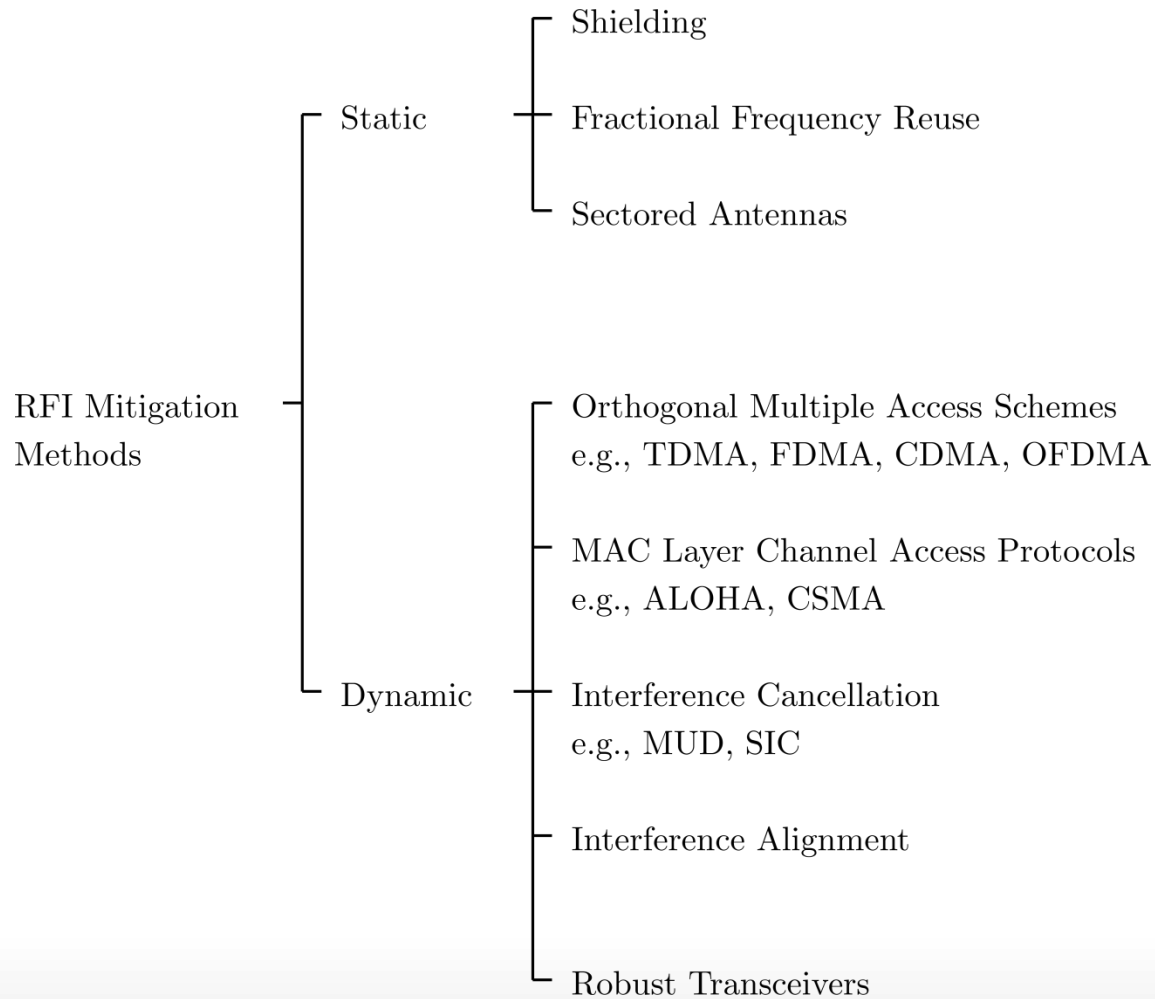 Shielding
Static
Fractional Frequency Reuse
Sectored Antennas
RFI Mitigation
Methods
Orthogonal Multiple Access Schemes
e.g., TDMA, FDMA, CDMA, OFDMA
MAC Layer Channel Access Protocols
e.g., ALOHA, CSMA
Dynamic
Interference Cancellation
e.g., MUD, SIC
Interference Alignment
Robust Transceivers